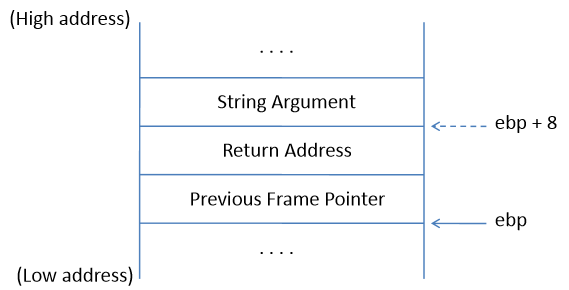 (High address)
. . . .
String Argument
ebp + 8
Return Address
Previous Frame Pointer
ebp
. . . .
(Low address)